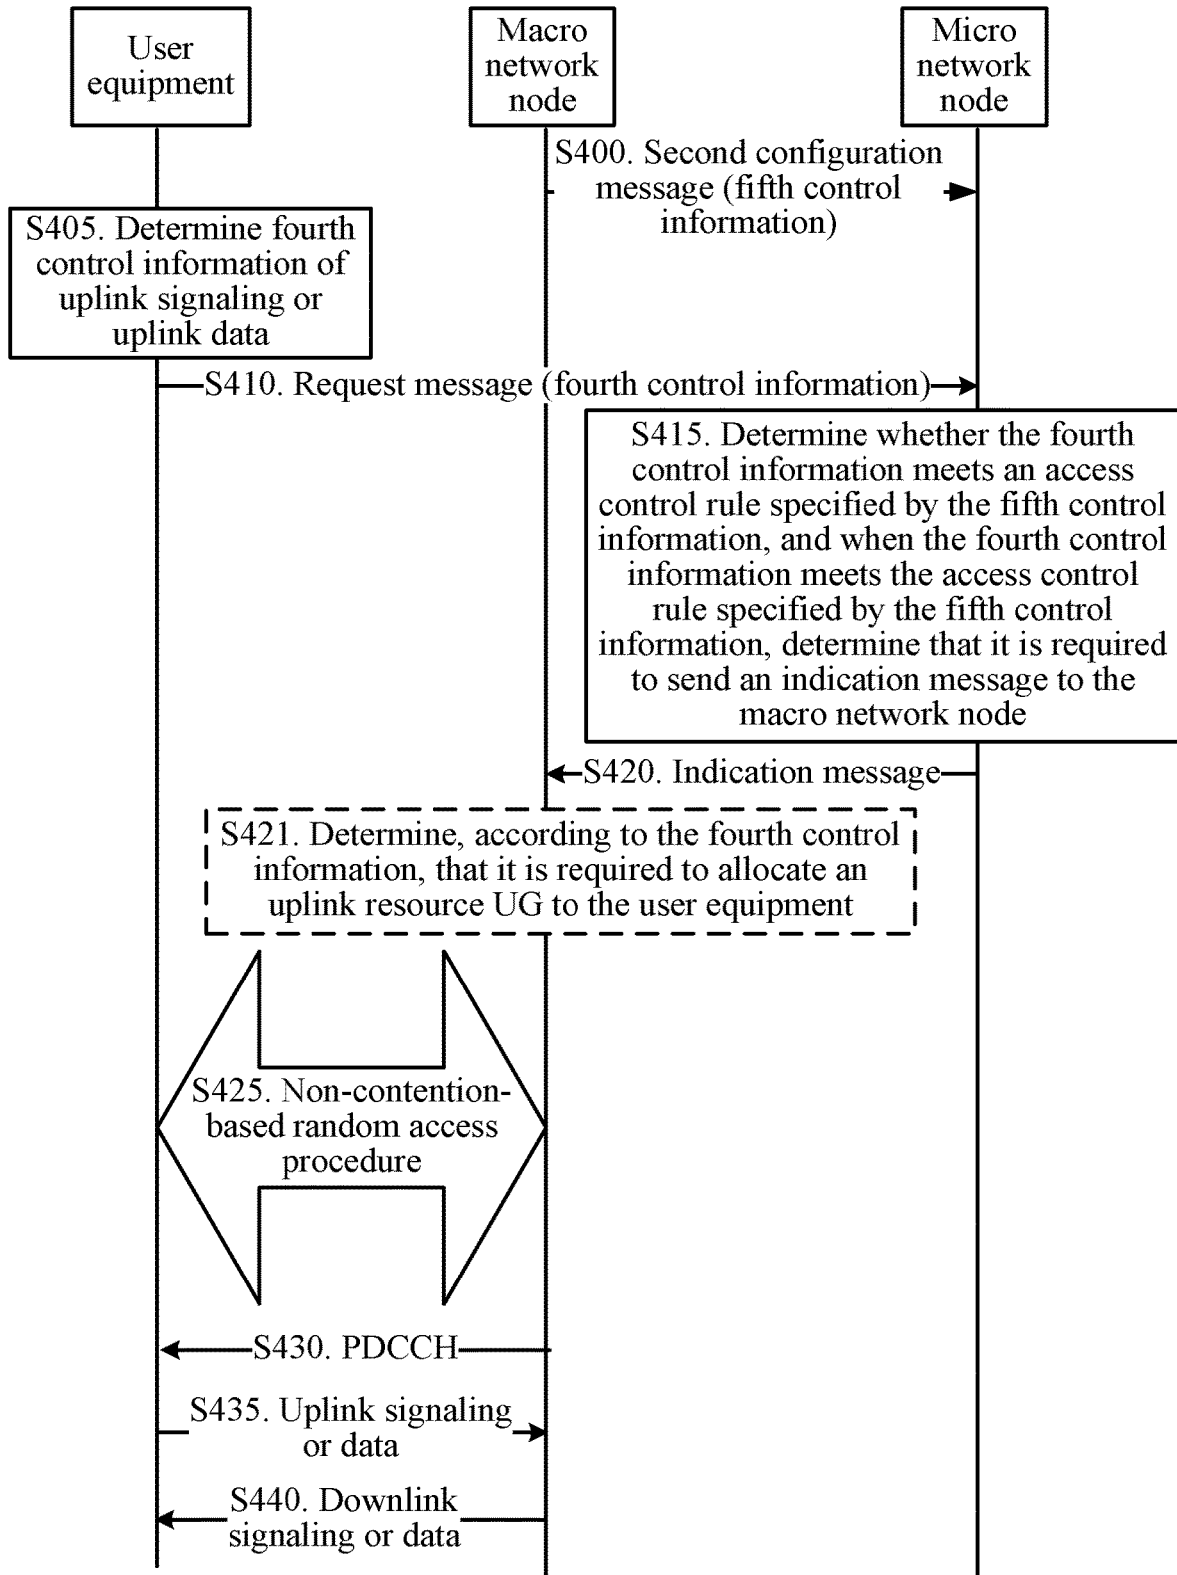 User
equipment
Macro
network
node
Micro
network
node
S400. Second configuration
message (fifth control
information)
S405. Determine fourth
control information of
uplink signaling or
uplink data
S410. Request message (fourth control information)
S415. Determine whether the fourth
control information meets an access
control rule specified by the fifth control
information, and when the fourth control
information meets the access control
rule specified by the fifth control
information, determine that it is required
to send an indication message to the
macro network node
S420. Indication message
S421. Determine, according to the fourth control
information, that it is required to allocate an
uplink resource UG to the user equipment
S425. Non-contention-
based random access
procedure
S430. PDCCH
S435. Uplink signaling
or data
S440. Downlink
signaling or data